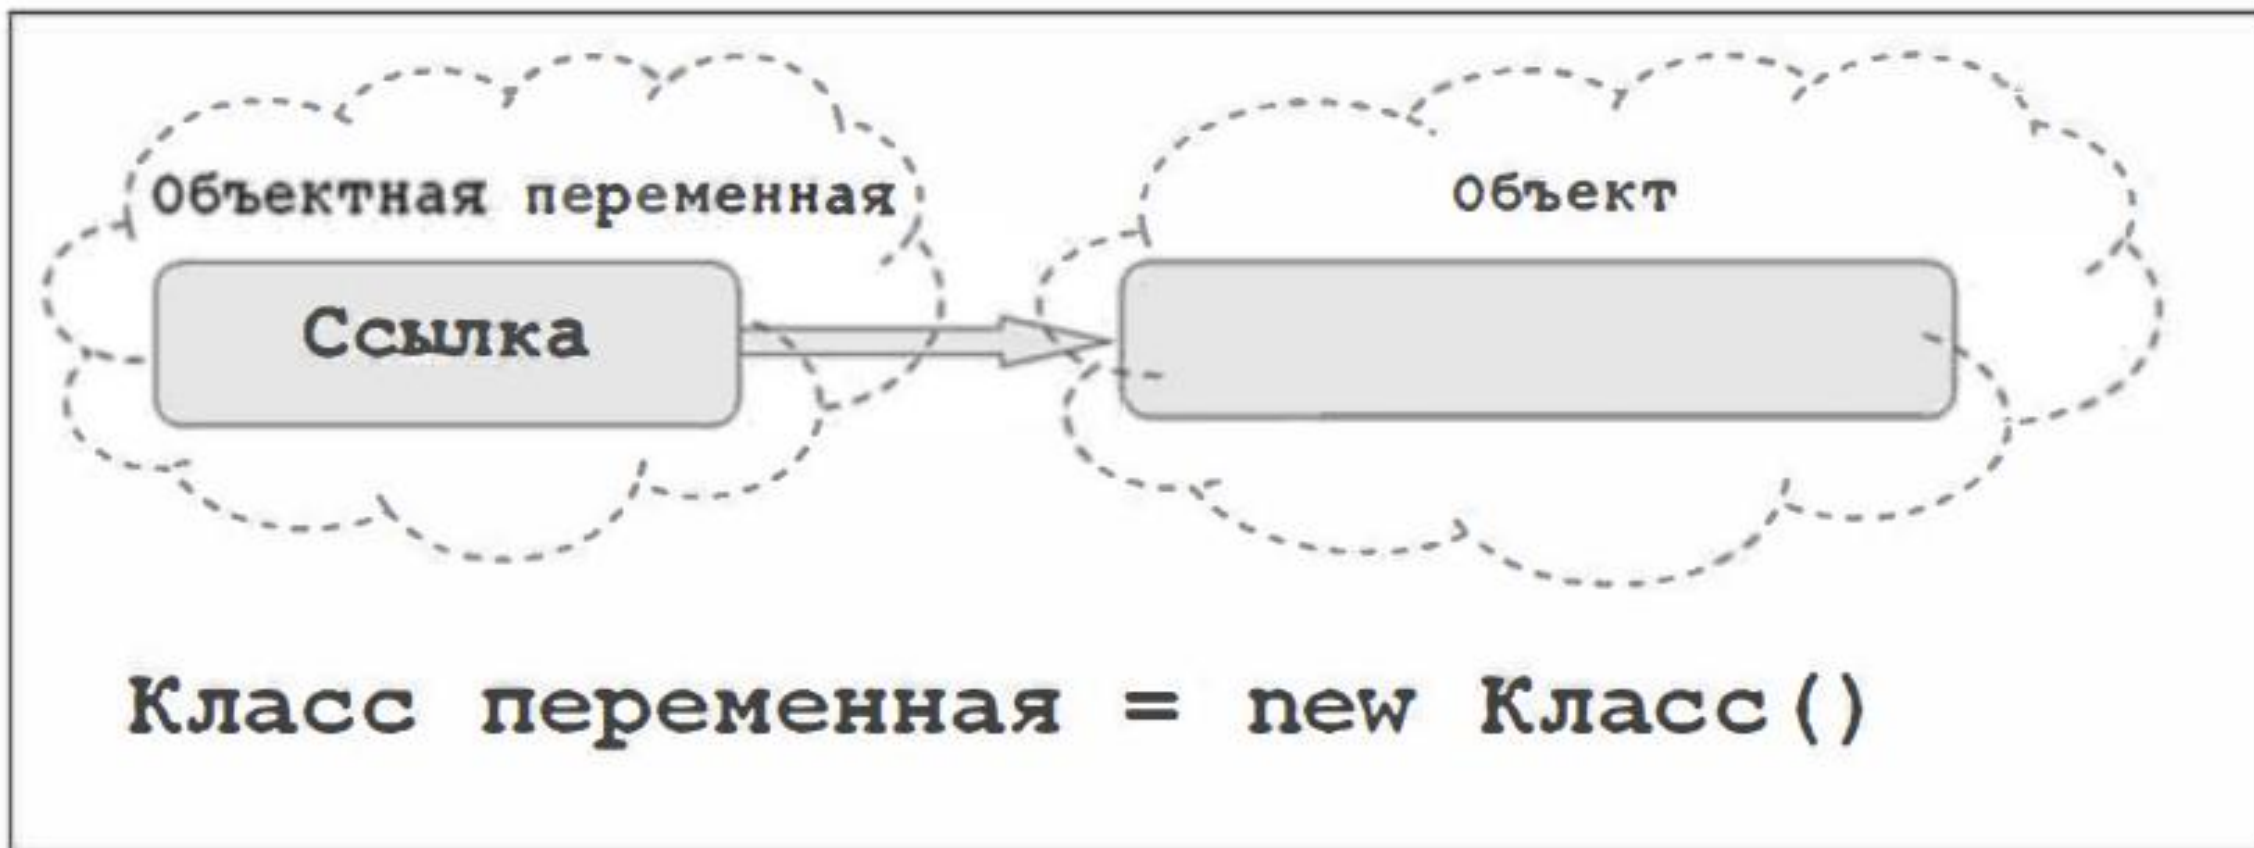 Объектная переменная
Объект
Ссылка
Класс переменная = new Класс()